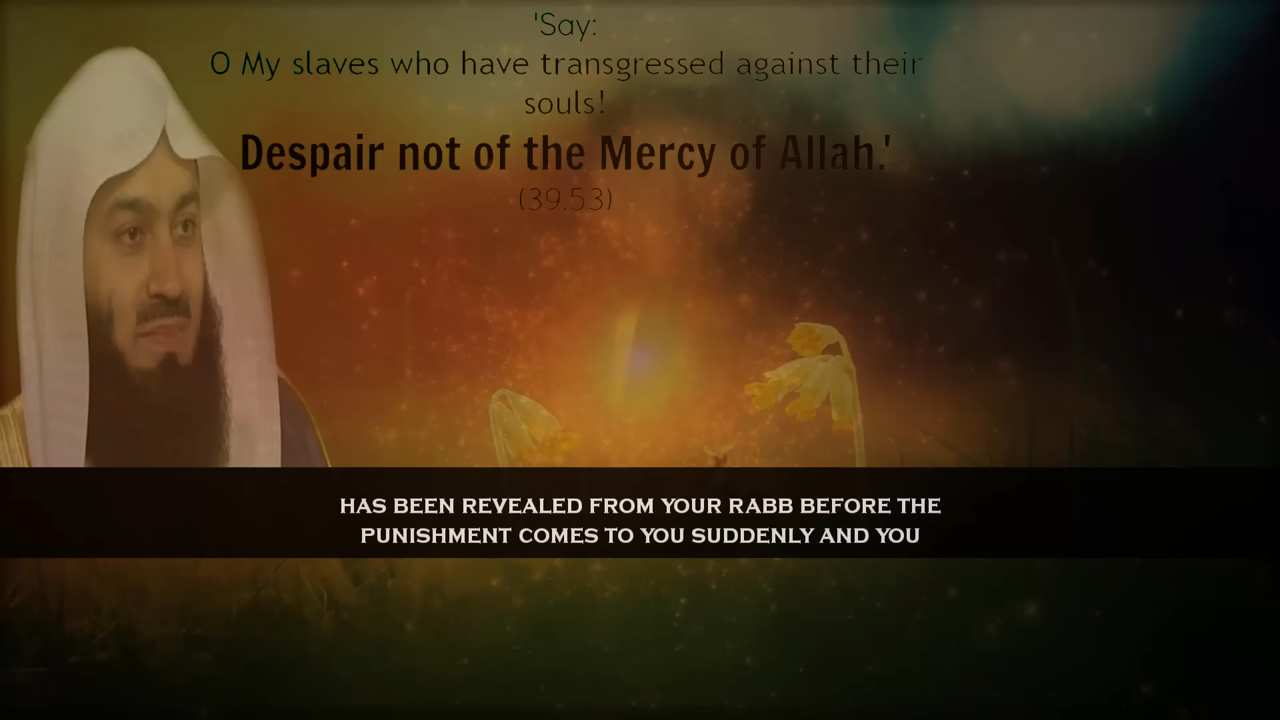 'Say:
O My slaves who have transgressed against their
souls!
Despair not of the Mercy of Allah.'
(39.53)
HAS BEEN REVEALED FROM YOUR RABB BEFORE THE
PUNISHMENT COMES TO YOU SUDDENLY AND YOU